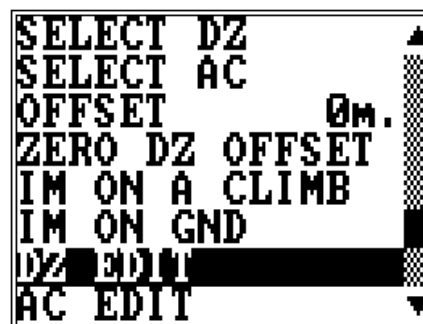 SELECT DZ
SELECT AC
OFFSET 0m.
ZERO DZ OFFSET
IM ON A CLIMB
IM ON GND
DZ EDIT
AC EDIT